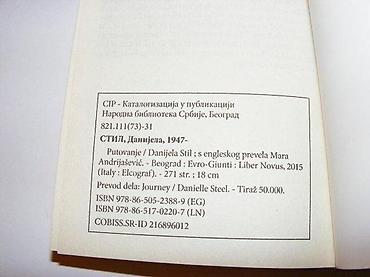 CIP - Каталогизација у публикацији
Народна библиотека Србије, Београд
821.111(73)-31
СТИЛ, Данијела, 1947-
Putovanje / Danijela Stil ; s engleskog prevela Mara
Andrijašević. - Beograd : Evro-Giunti : Liber Novus, 2015
(Italy : Elcograf). - 271 str. ; 18 cm
Prevod dela: Journey / Danielle Steel. - Tiraž 50.000.
ISBN 978-86-505-2388-9 (EG)
ISBN 978-86-517-0220-7 (LN)
COBISS.SR-ID 216896012